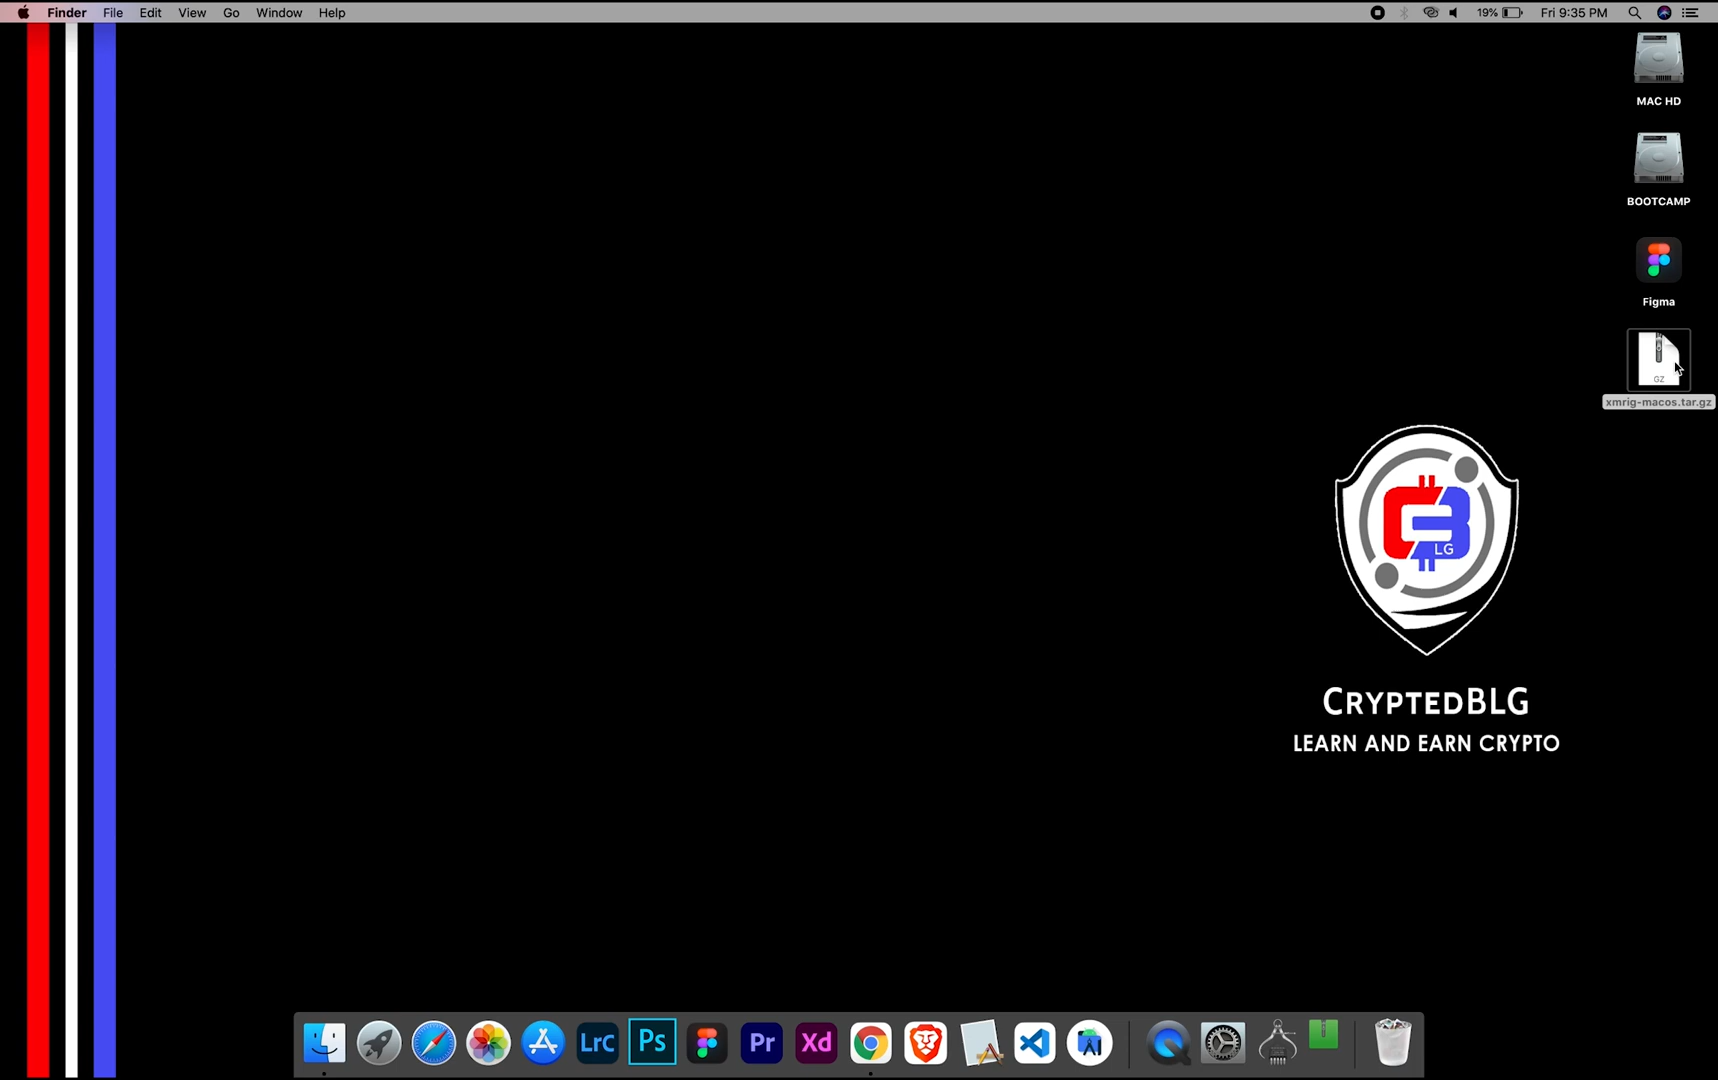 Finder File Edit View Go Window Help
19% Fri 9:35 PM
MAC HD
BOOTCAMP
Figma
GZ
xmrig-macos.tar.gz
CB
LG
CRYPTEDBLG
LEARN AND EARN CRYPTO
LrC Ps Pr Xd